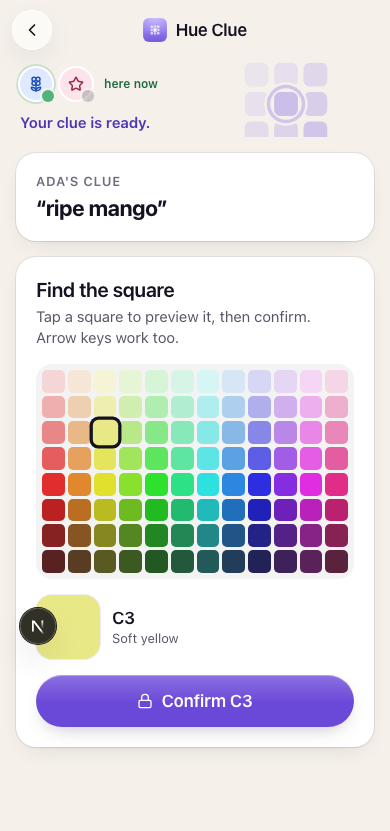 Hue Clue
here now
Your clue is ready.
ADA'S CLUE
“ripe mango”
Find the square
Tap a square to preview it, then confirm.
Arrow keys work too.
N
C3
Soft yellow
Confirm C3